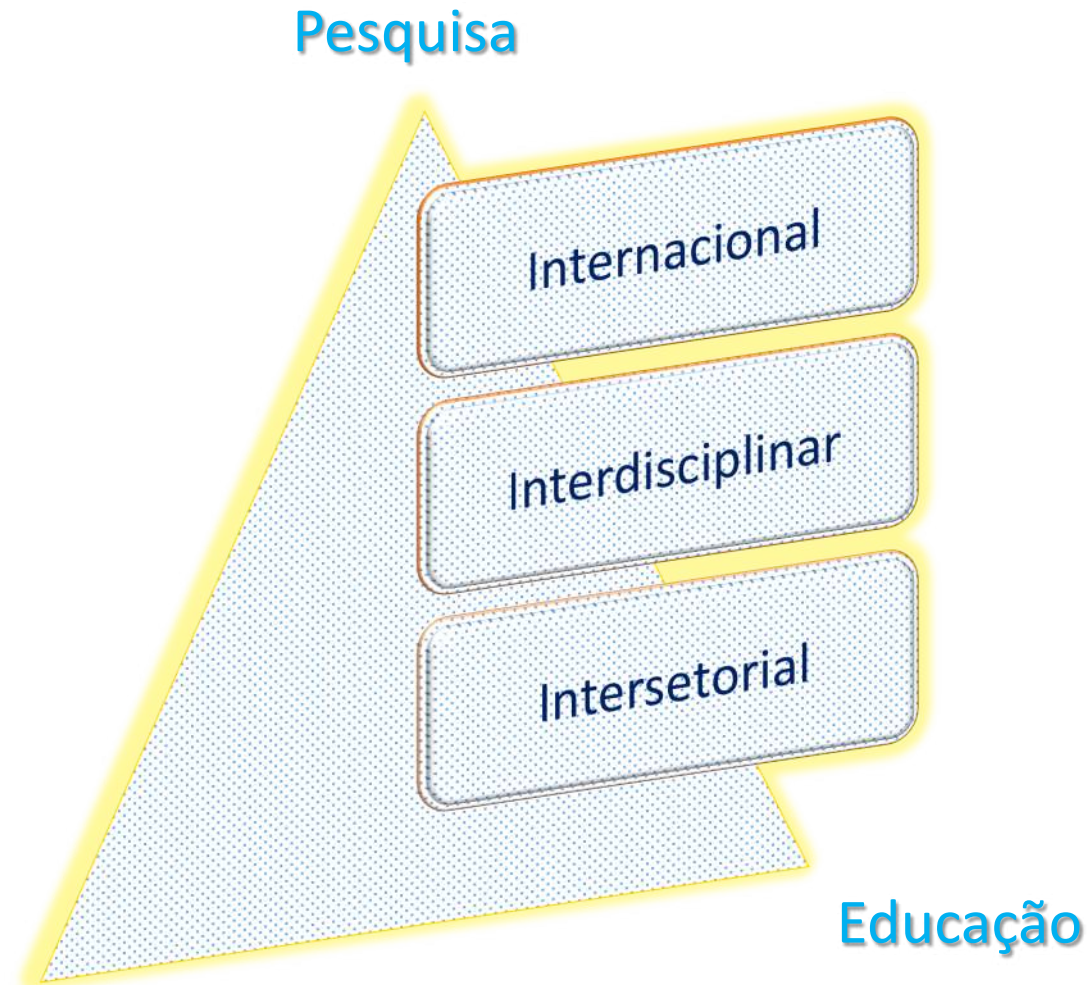 Pesquisa
Internacional
Interdisciplinar
Intersetorial
Educação